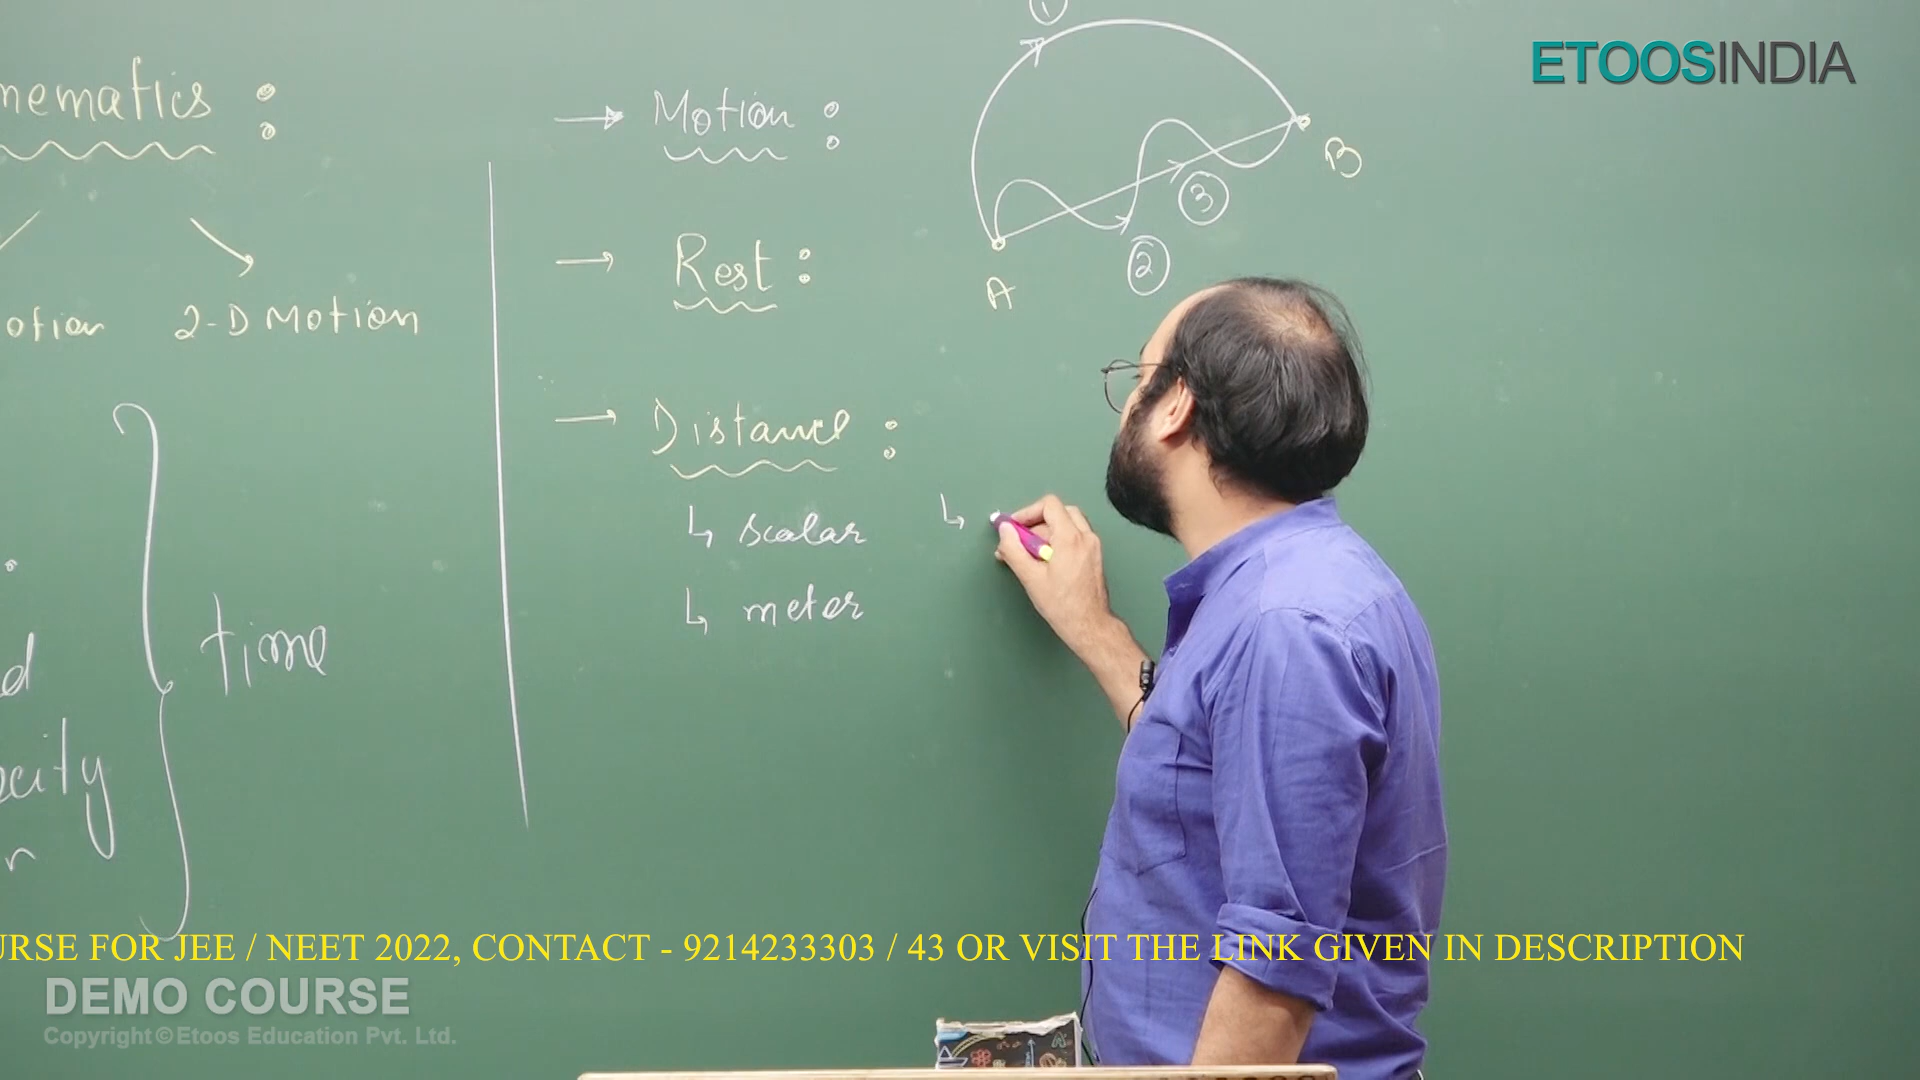 ETOOSINDIA
nematics :
otion 2-D Motion
d
ocity
n
time
→ Motion :
→ Rest :
→ Distance :
↳ scalar ↳
↳ meter
1
2
3
A
B
URSE FOR JEE / NEET 2022, CONTACT - 9214233303 / 43 OR VISIT THE LINK GIVEN IN DESCRIPTION
DEMO COURSE
Copyright © Etoos Education Pvt. Ltd.